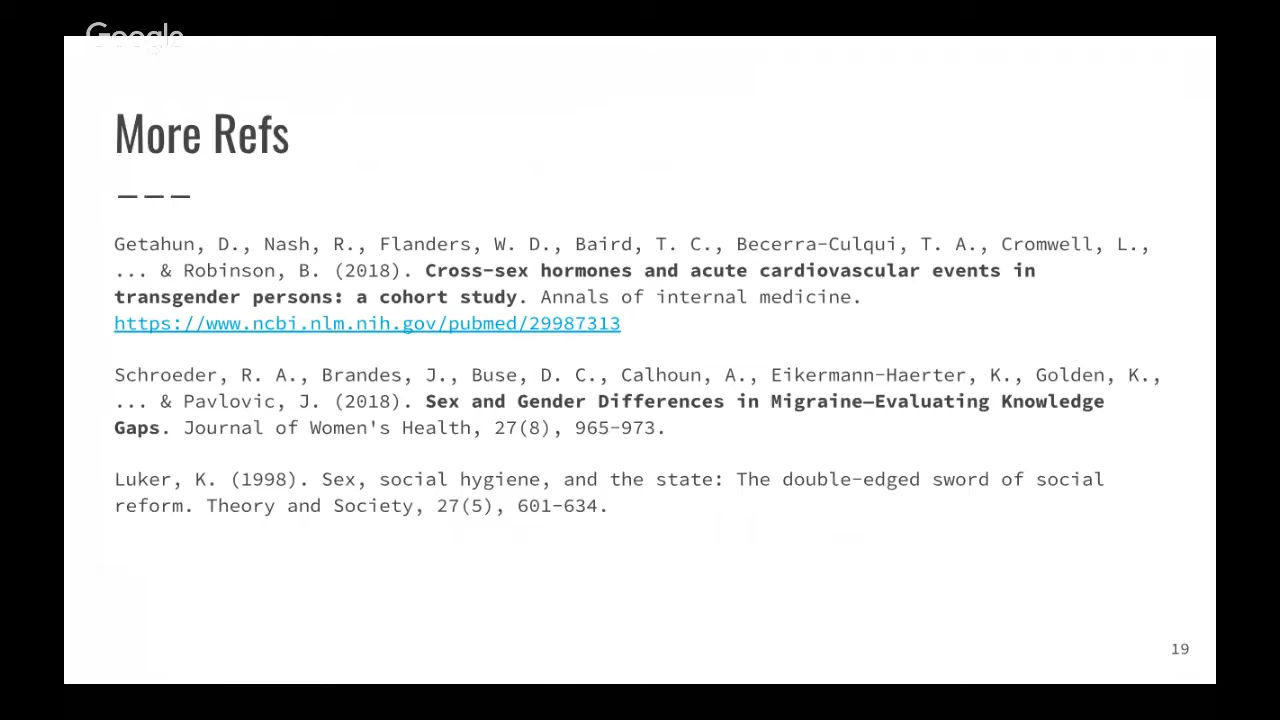 Google
More Refs
Getahun, D., Nash, R., Flanders, W. D., Baird, T. C., Becerra-Culqui, T. A., Cromwell, L.,
... & Robinson, B. (2018). Cross-sex hormones and acute cardiovascular events in
transgender persons: a cohort study. Annals of internal medicine.
https://www.ncbi.nlm.nih.gov/pubmed/29987313
Schroeder, R. A., Brandes, J., Buse, D. C., Calhoun, A., Eikermann-Haerter, K., Golden, K.,
... & Pavlovic, J. (2018). Sex and Gender Differences in Migraine—Evaluating Knowledge
Gaps. Journal of Women's Health, 27(8), 965-973.
Luker, K. (1998). Sex, social hygiene, and the state: The double-edged sword of social
reform. Theory and Society, 27(5), 601-634.
19